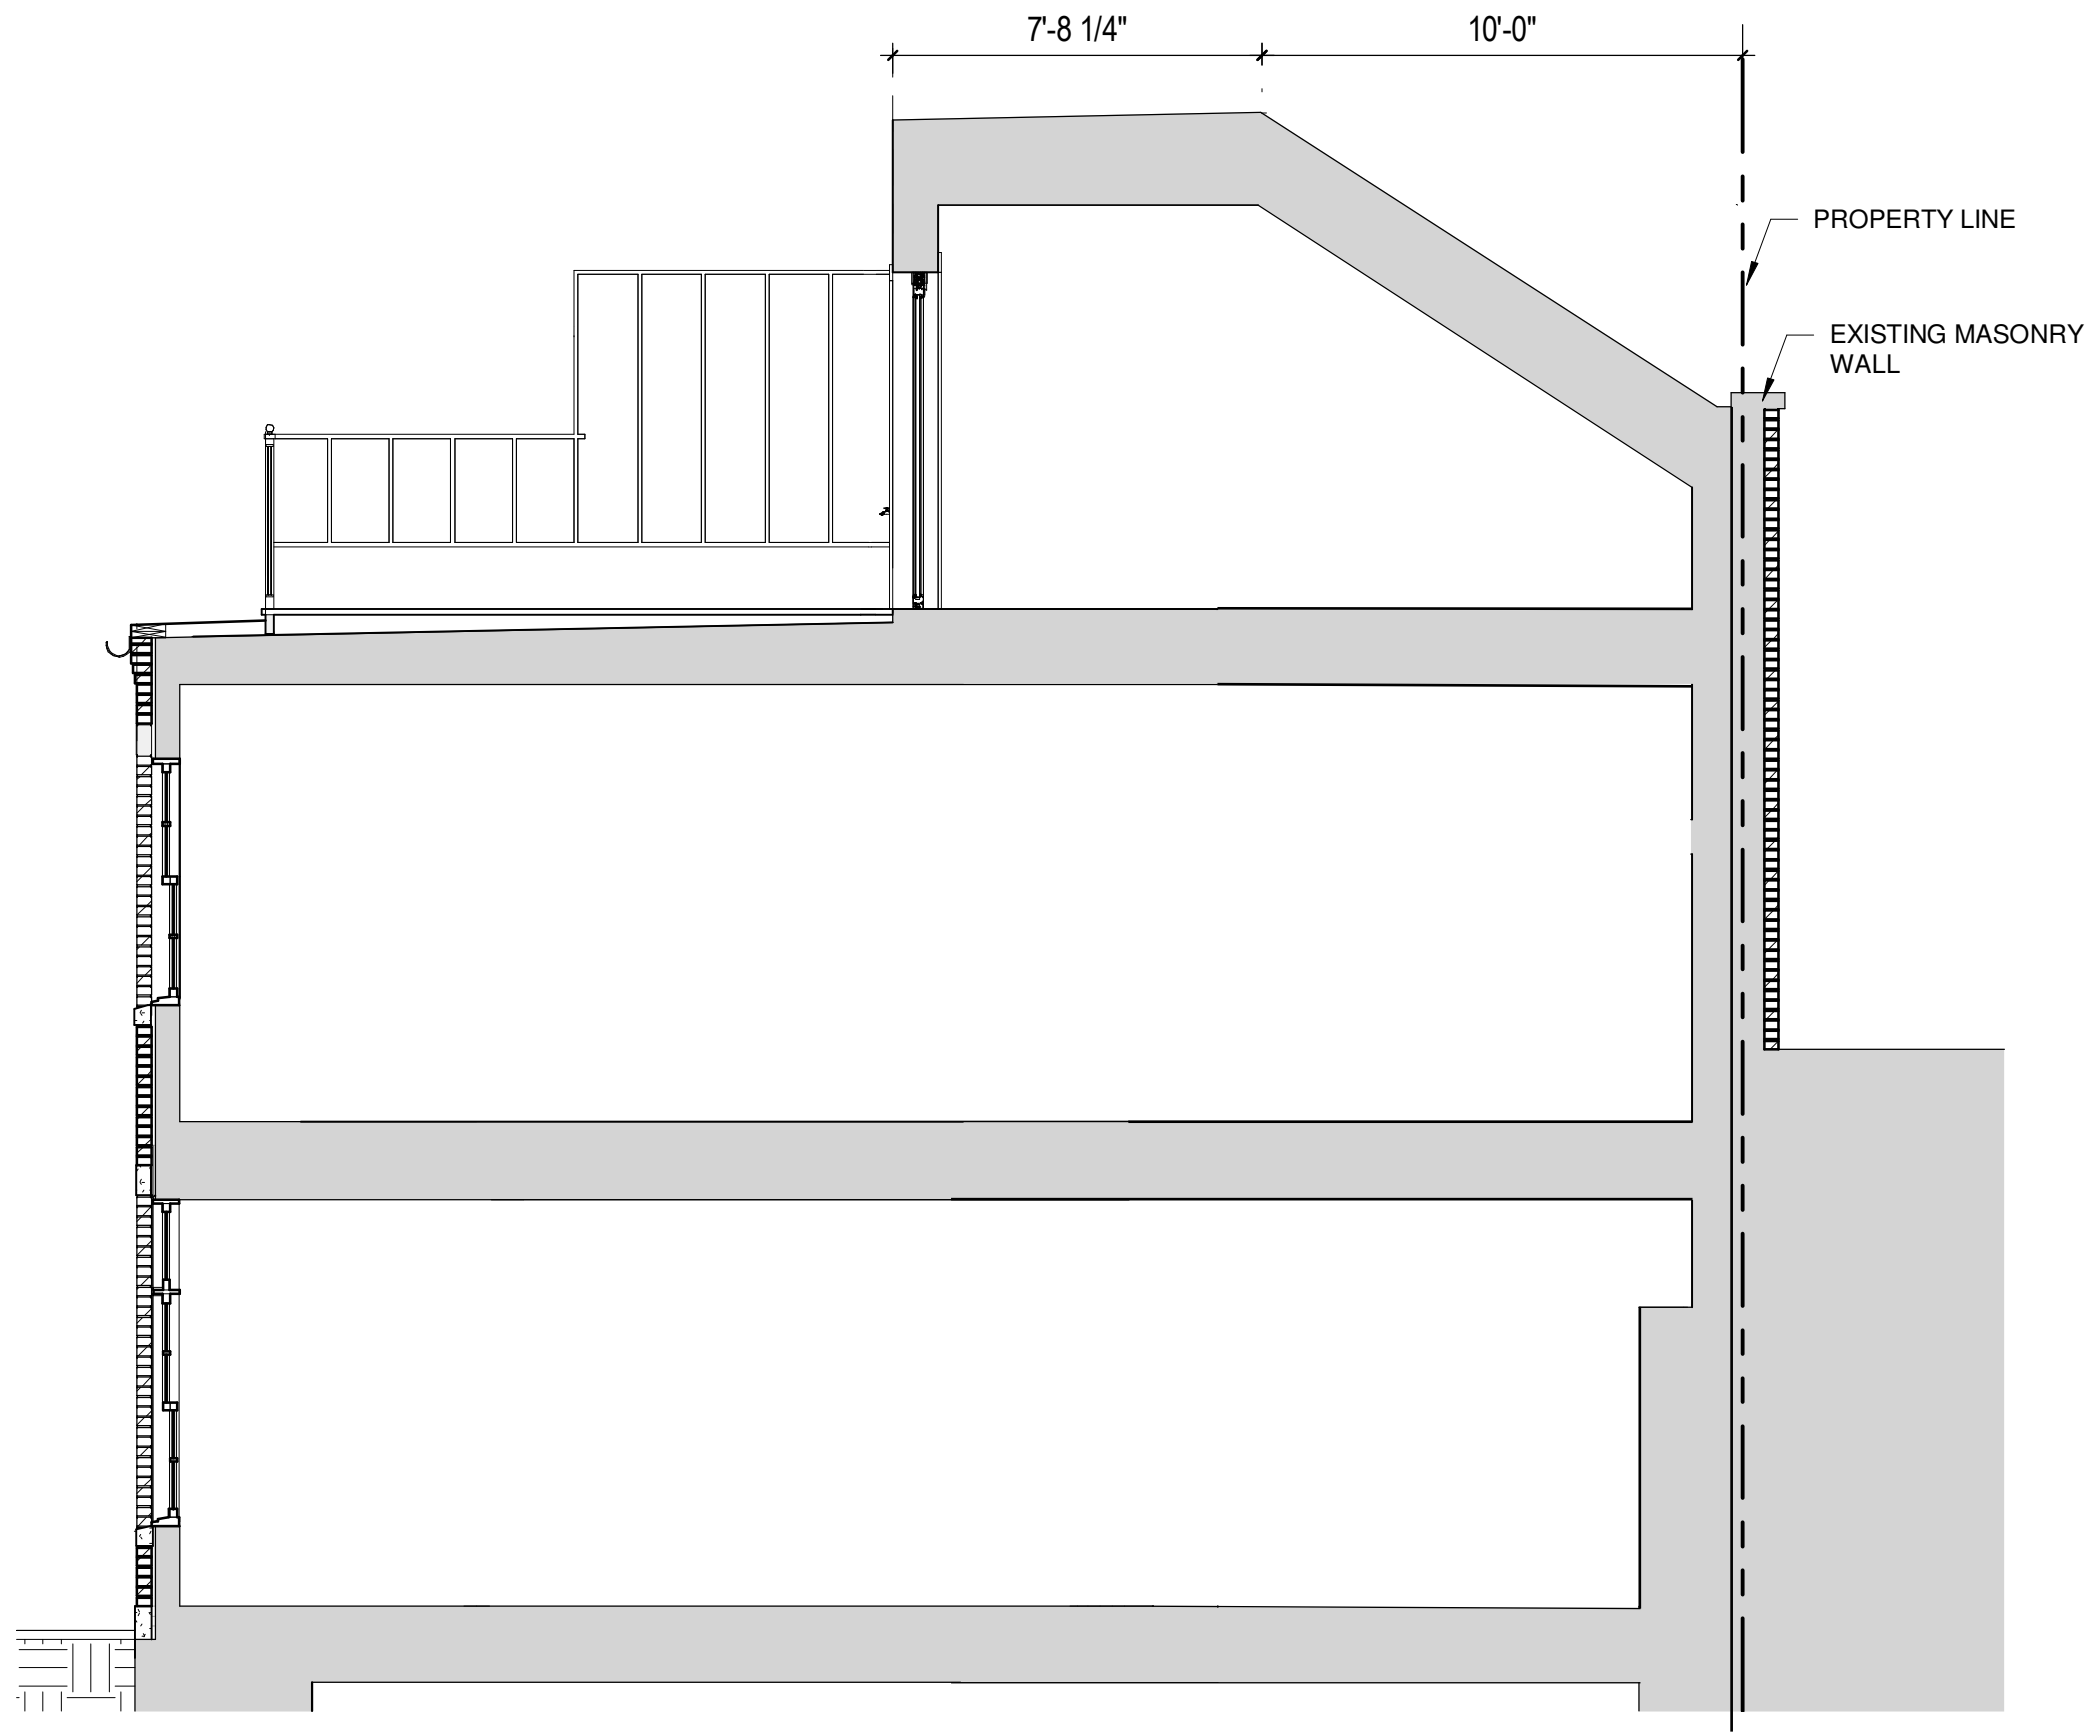 7'-8 1/4"
10'-0"
PROPERTY LINE
EXISTING MASONRY
WALL